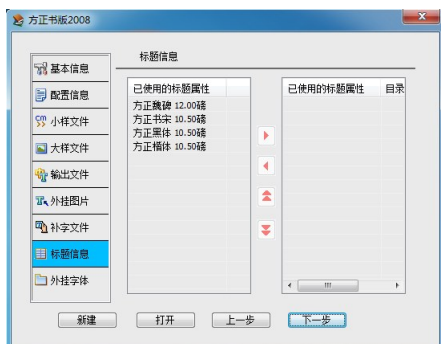 方正书版2008
标题信息
基本信息
配置信息
小样文件
大样文件
输出文件
外挂图片
补字文件
标题信息
外挂字体
已使用的标题属性
方正魏碑 12.00磅
方正书宋 10.50磅
方正黑体 10.50磅
方正楷体 10.50磅
已使用的标题属性 目录
新建 打开 上一步 下一步